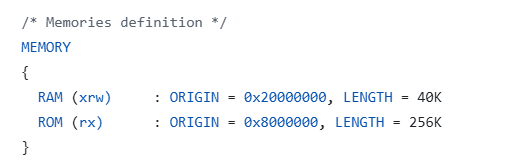 /* Memories definition */
MEMORY
{
  RAM (xrw)     : ORIGIN = 0x20000000, LENGTH = 40K
  ROM (rx)      : ORIGIN = 0x8000000, LENGTH = 256K
}